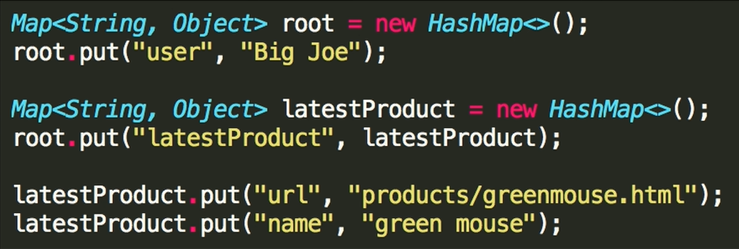 Map<String, Object> root = new HashMap<>();
root.put("user", "Big Joe");
Map<String, Object> latestProduct = new HashMap<>();
root.put("latestProduct", latestProduct);
latestProduct.put("url", "products/greenmouse.html");
latestProduct.put("name", "green mouse");